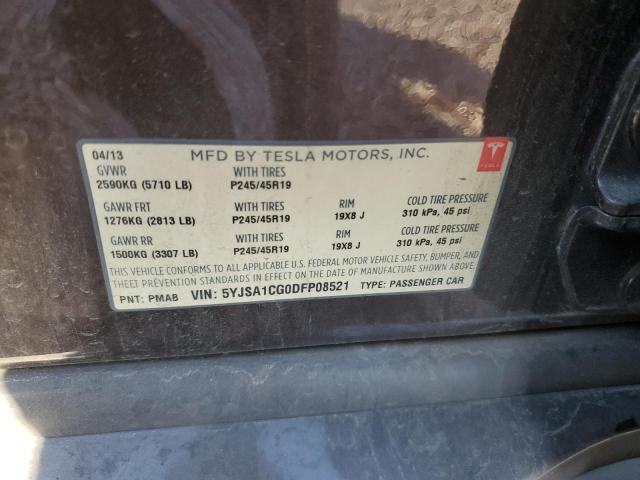 04/13 MFD BY TESLA MOTORS, INC.
TESLA
GVWR WITH TIRES
2590KG (5710 LB) P245/45R19
GAWR FRT WITH TIRES RIM COLD TIRE PRESSURE
1276KG (2813 LB) P245/45R19 19X8 J 310 kPa, 45 psi
GAWR RR WITH TIRES RIM COLD TIRE PRESSURE
1500KG (3307 LB) P245/45R19 19X8 J 310 kPa, 45 psi
THIS VEHICLE CONFORMS TO ALL APPLICABLE U.S. FEDERAL MOTOR VEHICLE SAFETY, BUMPER, AND
THEFT PREVENTION STANDARDS IN EFFECT ON THE DATE OF MANUFACTURE SHOWN ABOVE.
PNT: PMAB VIN: 5YJSA1CG0DFP08521 TYPE: PASSENGER CAR